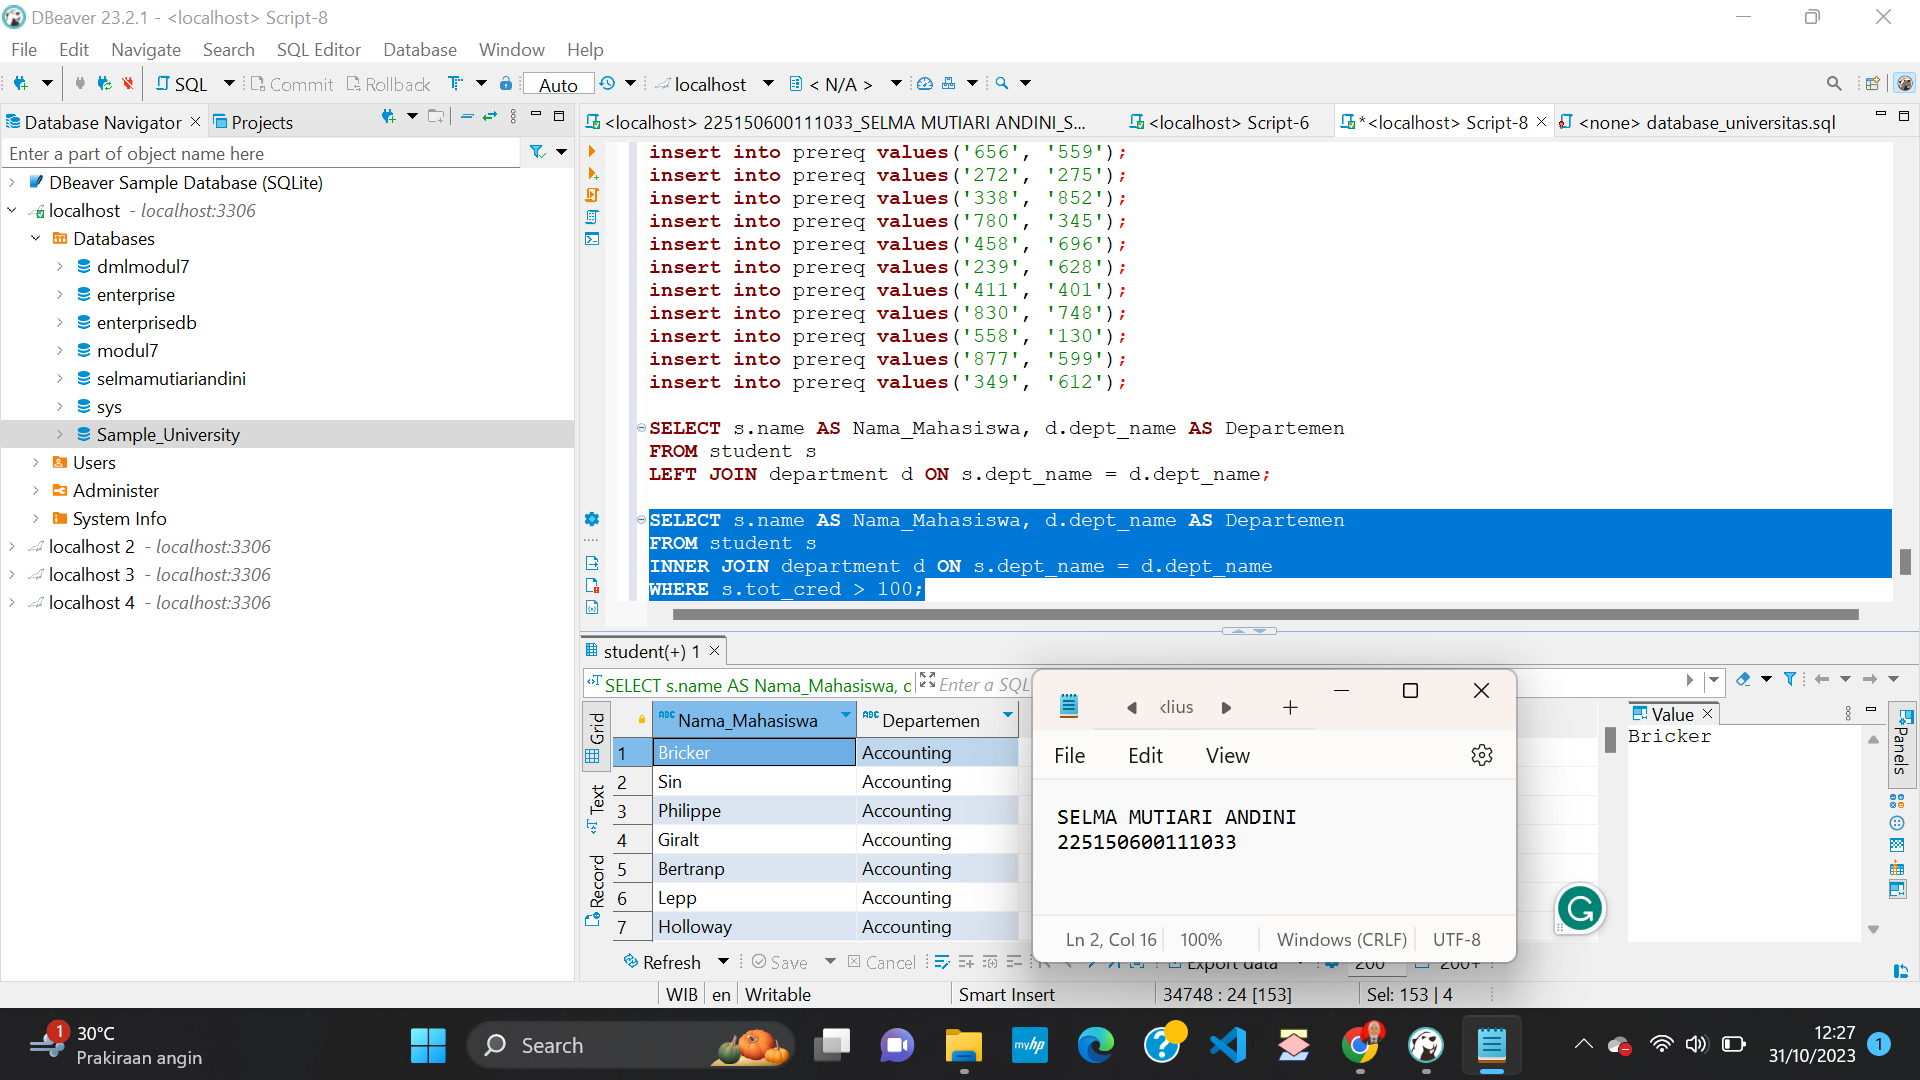 DBeaver 23.2.1 - <localhost> Script-8
File Edit Navigate Search SQL Editor Database Window Help
SQL Commit Rollback Auto localhost < N/A >
Database Navigator Projects
Enter a part of object name here
DBeaver Sample Database (SQLite)
localhost - localhost:3306
Databases
dmlmodul7
enterprise
enterprisedb
modul7
selmamutiariandini
sys
Sample_University
Users
Administer
System Info
localhost 2 - localhost:3306
localhost 3 - localhost:3306
localhost 4 - localhost:3306
<localhost> 225150600111033_SELMA MUTIARI ANDINI_S... <localhost> Script-6 *<localhost> Script-8 <none> database_universitas.sql
insert into prereq values('656', '559');
insert into prereq values('272', '275');
insert into prereq values('338', '852');
insert into prereq values('780', '345');
insert into prereq values('458', '696');
insert into prereq values('239', '628');
insert into prereq values('411', '401');
insert into prereq values('830', '748');
insert into prereq values('558', '130');
insert into prereq values('877', '599');
insert into prereq values('349', '612');
SELECT s.name AS Nama_Mahasiswa, d.dept_name AS Departemen
FROM student s
LEFT JOIN department d ON s.dept_name = d.dept_name;
SELECT s.name AS Nama_Mahasiswa, d.dept_name AS Departemen
FROM student s
INNER JOIN department d ON s.dept_name = d.dept_name
WHERE s.tot_cred > 100;
student(+) 1
SELECT s.name AS Nama_Mahasiswa, d Enter a SQL
Grid
Text
Record
Nama_Mahasiswa Departemen
1 Bricker Accounting
2 Sin Accounting
3 Philippe Accounting
4 Giralt Accounting
5 Bertranp Accounting
6 Lepp Accounting
7 Holloway Accounting
Value
Bricker
Panels
klius
File Edit View
SELMA MUTIARI ANDINI
225150600111033
Ln 2, Col 16 100% Windows (CRLF) UTF-8
Refresh Save Cancel Export data 200 200+
WIB en Writable Smart Insert 34748 : 24 [153] Sel: 153 | 4
1 30°C
Prakiraan angin
Search
myhp
12:27
31/10/2023
1